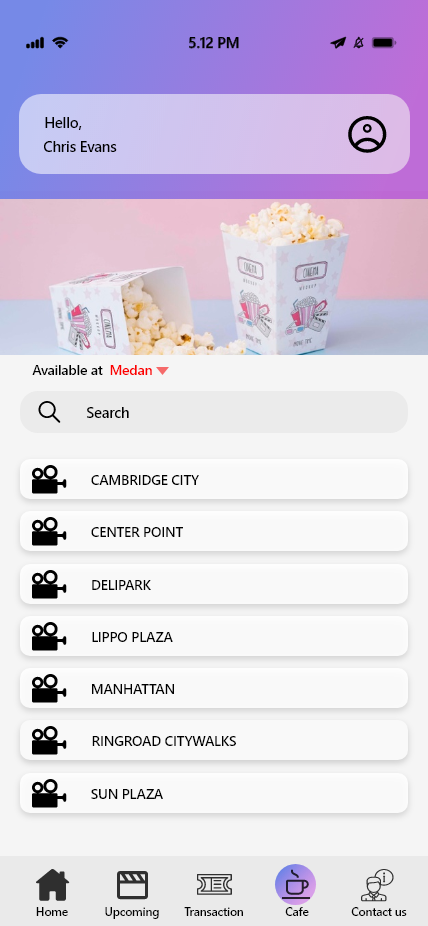 5.12 PM
Hello,
Chris Evans
CINEMA
CINEMA
CINEMA
Available at Medan
Search
CAMBRIDGE CITY
CENTER POINT
DELIPARK
LIPPO PLAZA
MANHATTAN
RINGROAD CITYWALKS
SUN PLAZA
Home
Upcoming
Transaction
Cafe
Contact us